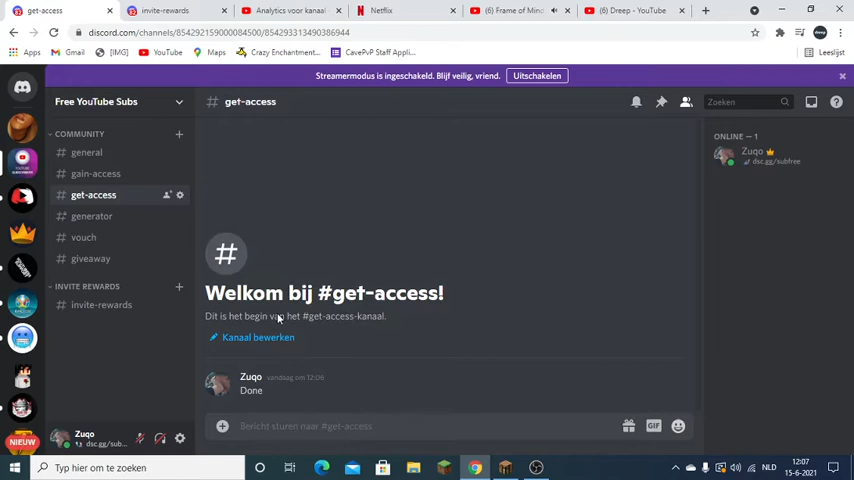 get-access
invite-rewards
Analytics voor kanaal
Netflix
(6) Frame of Mind
(6) Dreep - YouTube
discord.com/channels/854292159000084500/854293313490386944
Apps
Gmail
[IMG]
YouTube
Maps
Crazy Enchantment...
CavePvP Staff Appli...
Leeslijst
Streamermodus is ingeschakeld. Blijf veilig, vriend.
Uitschakelen
Free YouTube Subs
get-access
Zoeken
COMMUNITY
general
gain-access
get-access
generator
vouch
giveaway
INVITE REWARDS
invite-rewards
ONLINE — 1
Zuqo
dsc.gg/subfree
Welkom bij #get-access!
Dit is het begin van het #get-access-kanaal.
Kanaal bewerken
Zuqo vandaag om 12:06
Done
Bericht sturen naar #get-access
GIF
Zuqo
dsc.gg/sub...
NIEUW
Typ hier om te zoeken
NLD
12:07
15-6-2021